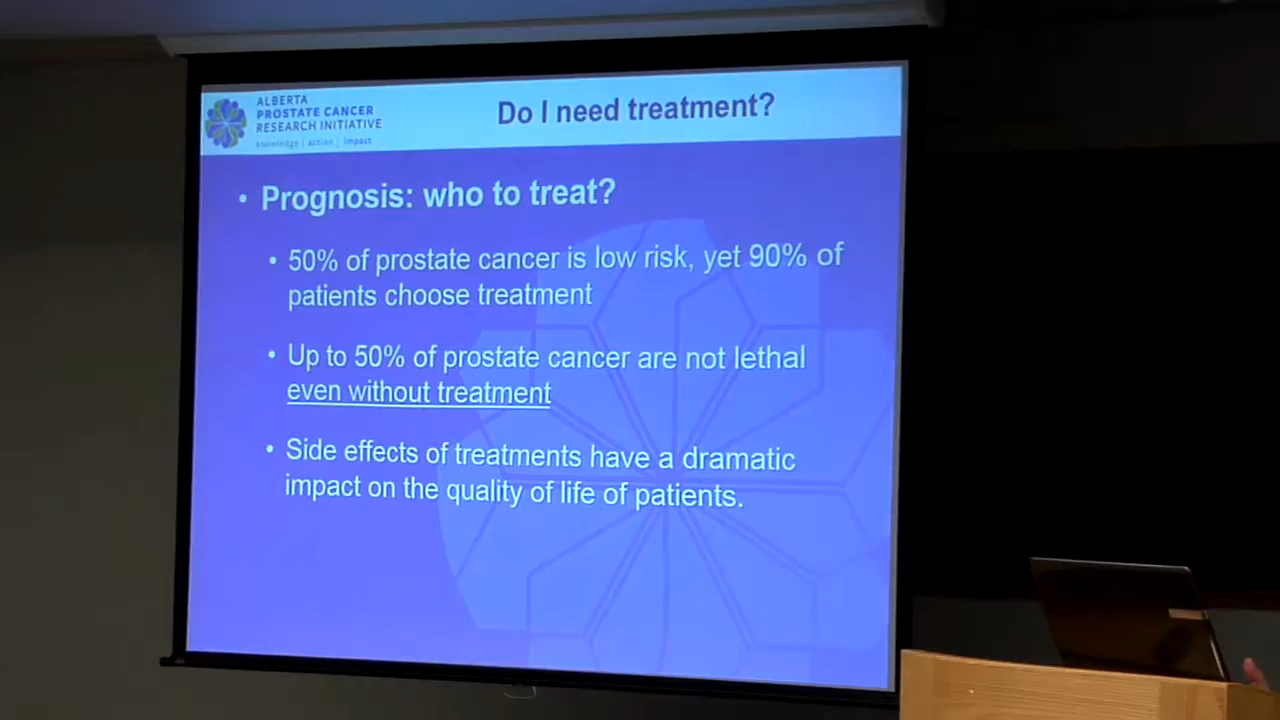 ALBERTA
PROSTATE CANCER
RESEARCH INITIATIVE
knowledge | action | impact
Do I need treatment?
• Prognosis: who to treat?
• 50% of prostate cancer is low risk, yet 90% of
patients choose treatment
• Up to 50% of prostate cancer are not lethal
even without treatment
• Side effects of treatments have a dramatic
impact on the quality of life of patients.